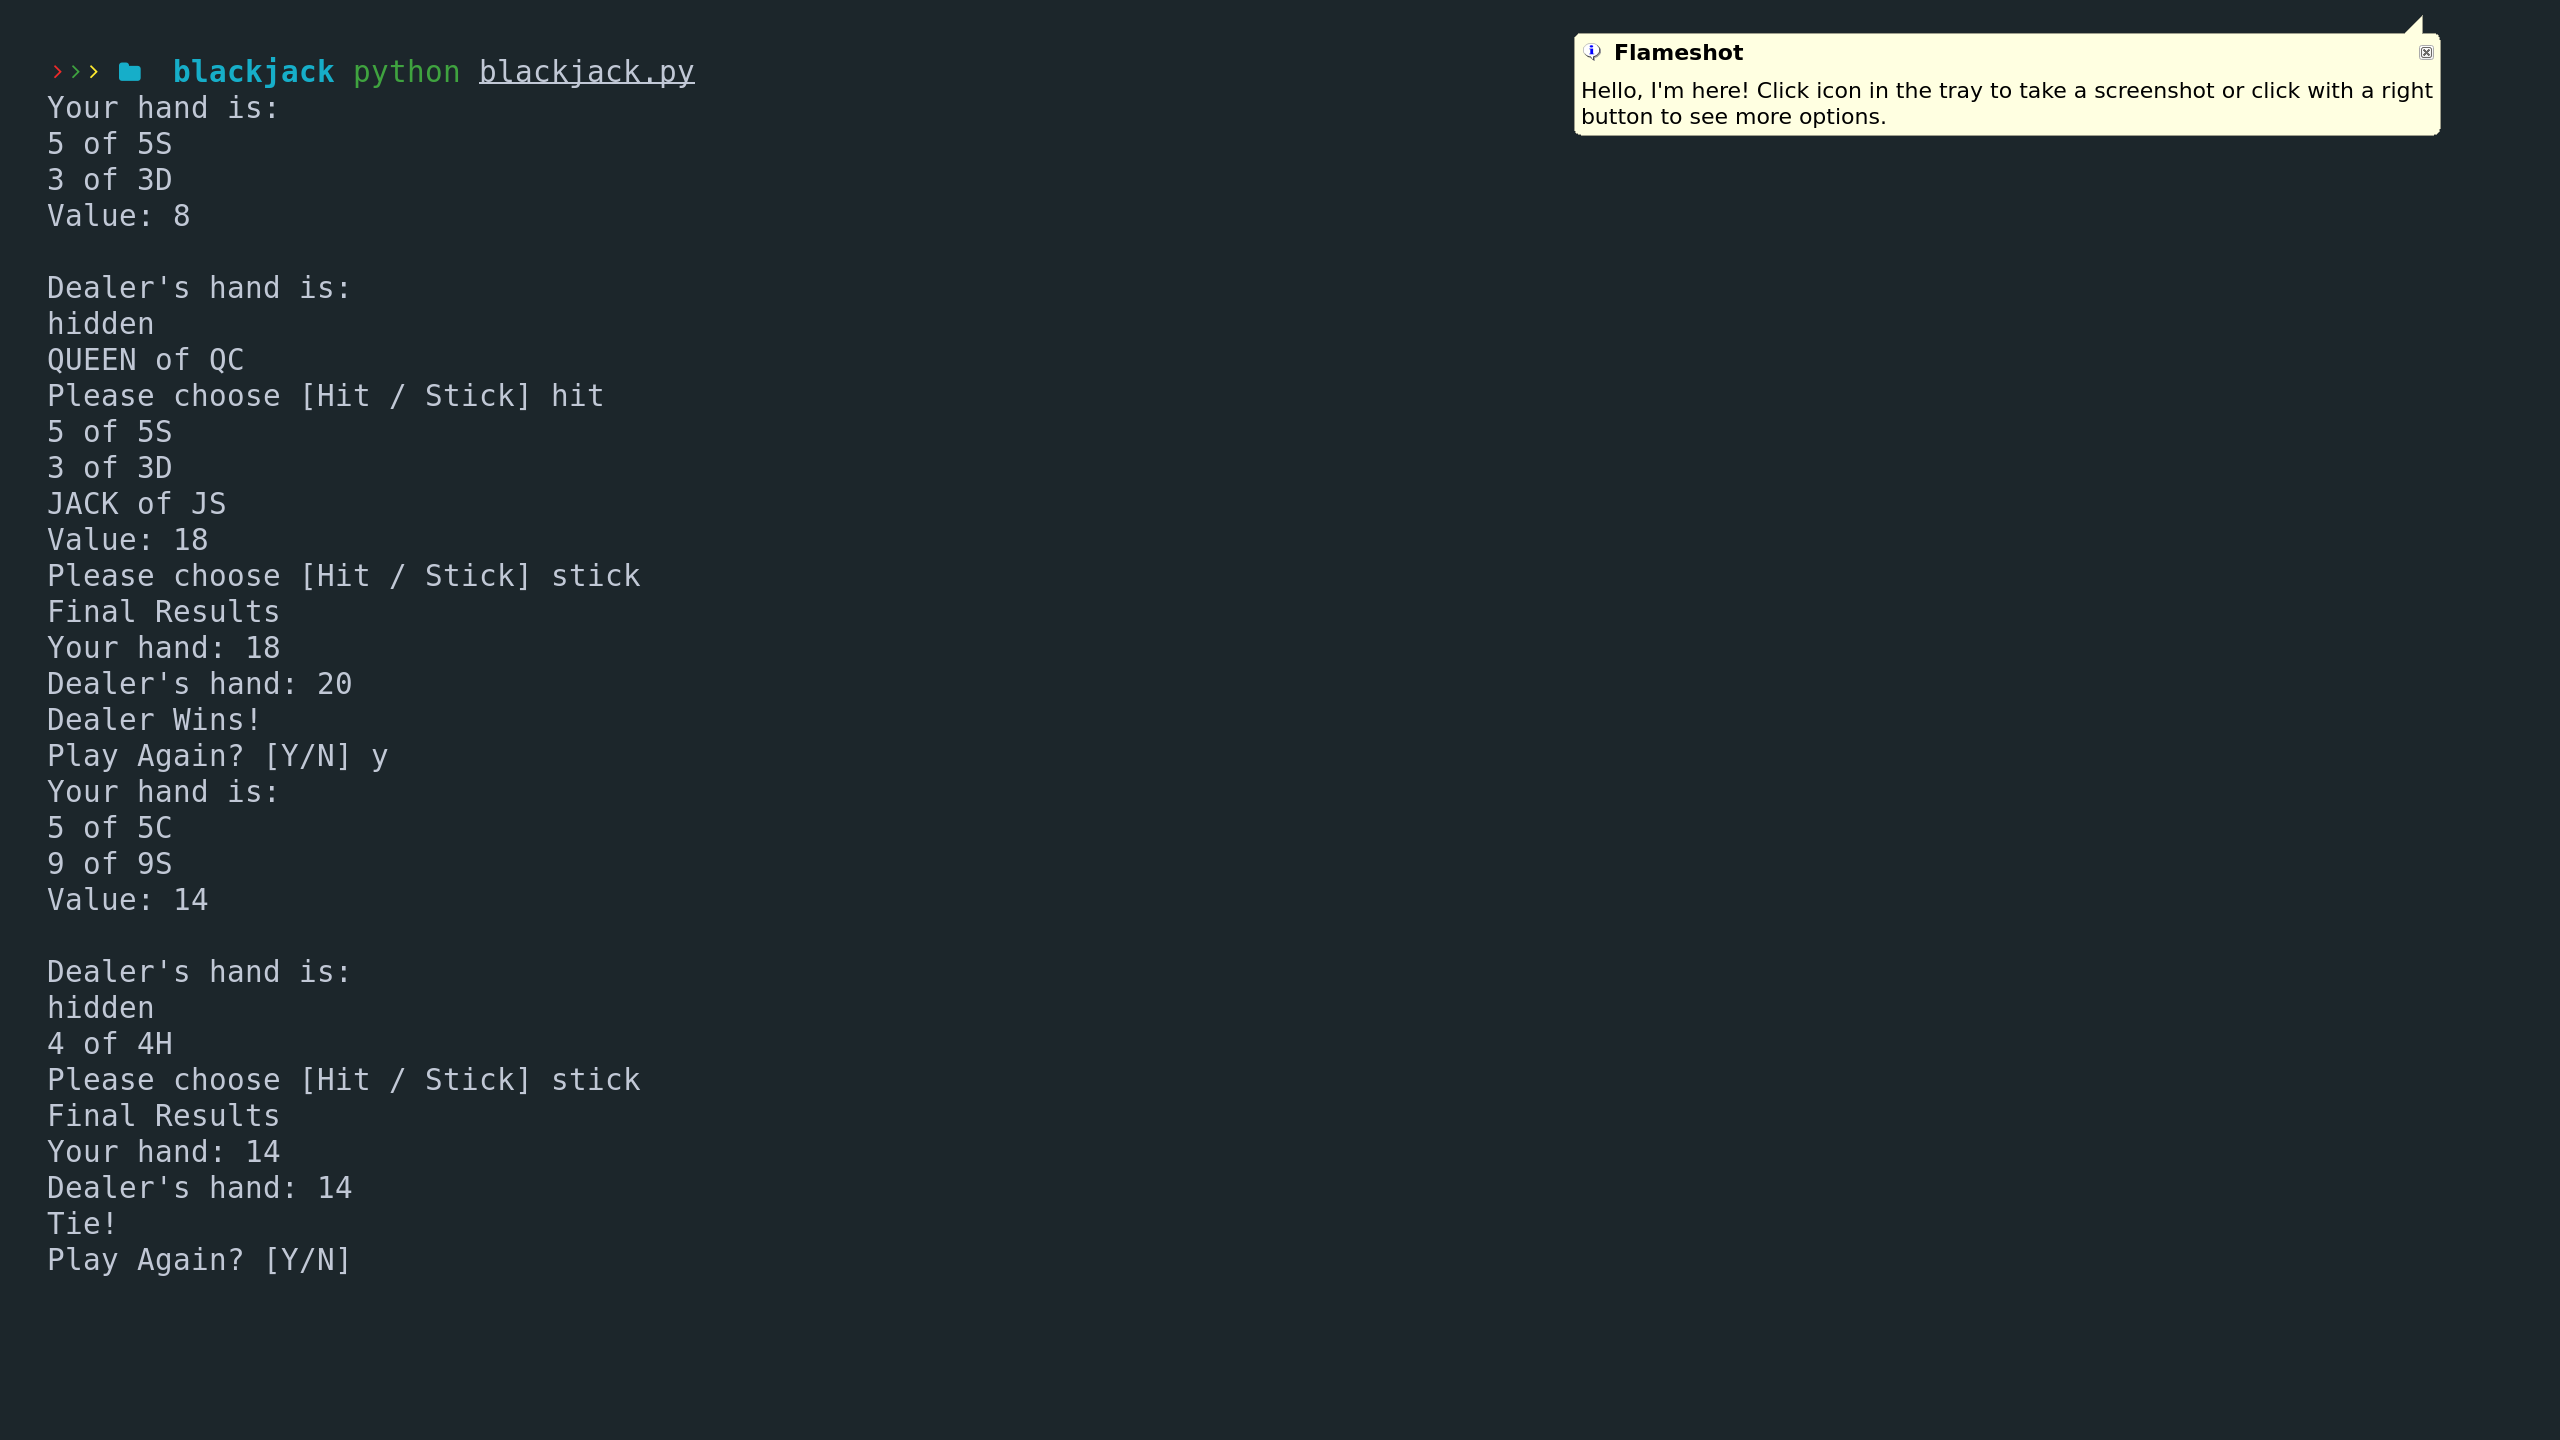 >>> blackjack python blackjack.py
Your hand is:
5 of 5S
3 of 3D
Value: 8

Dealer's hand is:
hidden
QUEEN of QC
Please choose [Hit / Stick] hit
5 of 5S
3 of 3D
JACK of JS
Value: 18
Please choose [Hit / Stick] stick
Final Results
Your hand: 18
Dealer's hand: 20
Dealer Wins!
Play Again? [Y/N] y
Your hand is:
5 of 5C
9 of 9S
Value: 14

Dealer's hand is:
hidden
4 of 4H
Please choose [Hit / Stick] stick
Final Results
Your hand: 14
Dealer's hand: 14
Tie!
Play Again? [Y/N]
Flameshot
Hello, I'm here! Click icon in the tray to take a screenshot or click with a right
button to see more options.